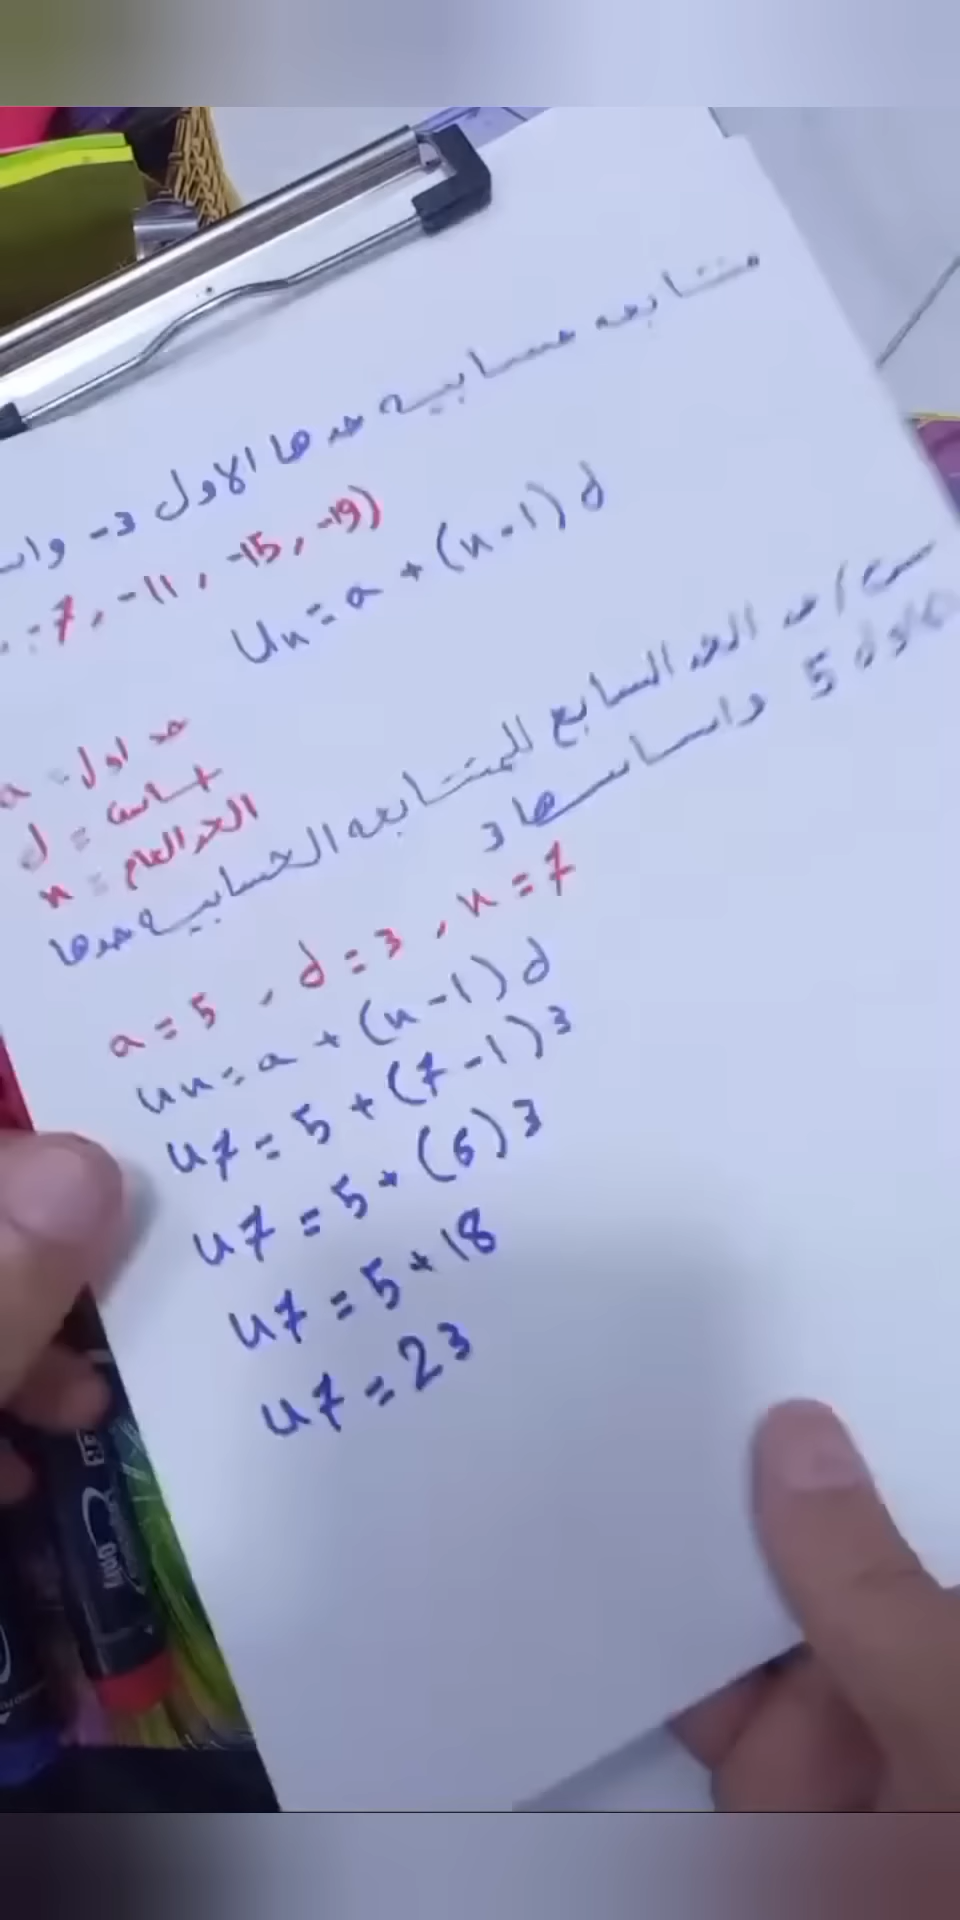 متتابعه حسابيه حدها الاول 3- واس
-7, -11, -15, -19)
Un = a + (n-1) d
a = حد اول
d = اساس
n = الحد العام
س/ جد الحد السابع للمتتابعه الحسابيه حدها
الاول 5 واساسها 3
a = 5 , d = 3 , n = 7
un = a + (n-1) d
u7 = 5 + (7-1) 3
u7 = 5 + (6) 3
u7 = 5 + 18
u7 = 23